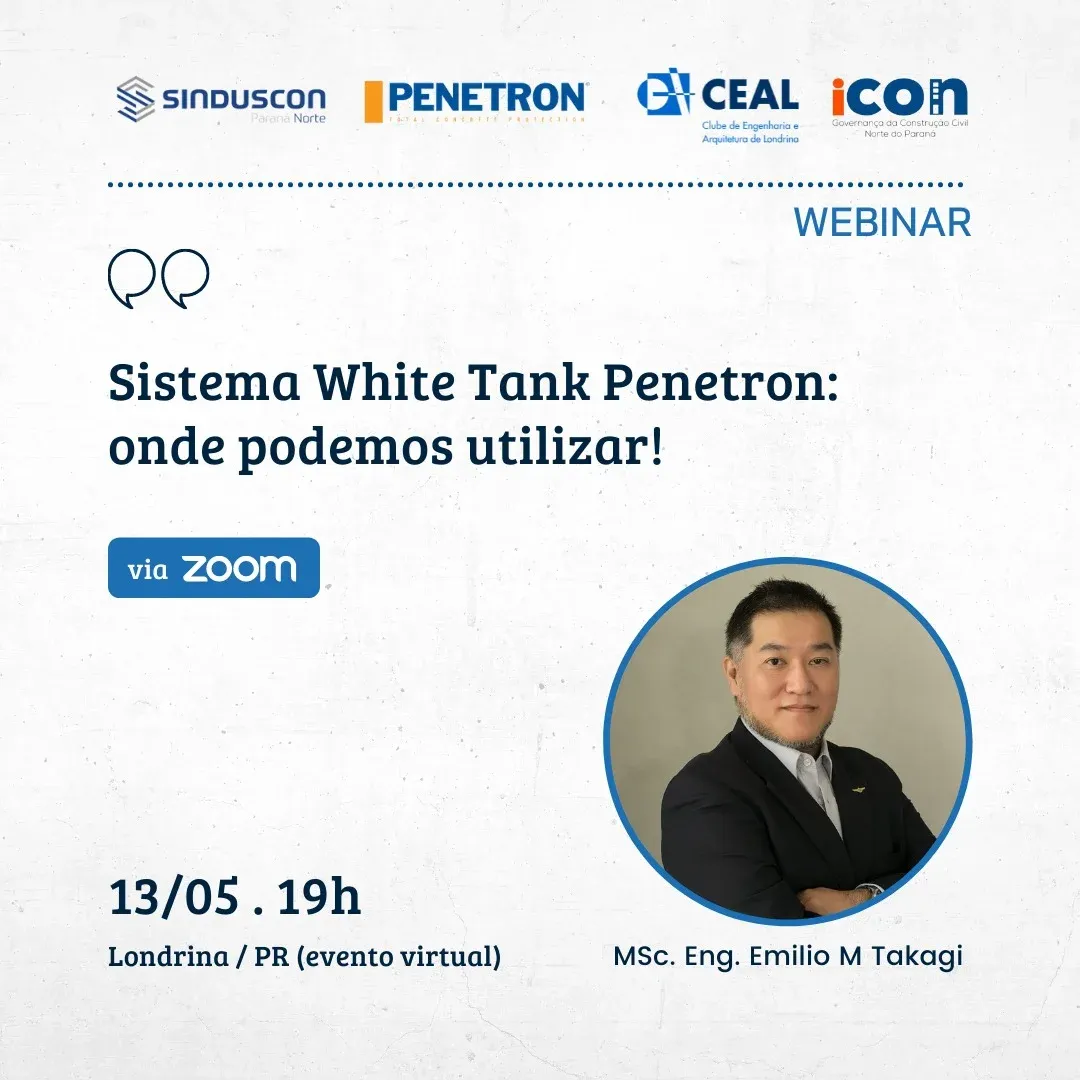 SINDUSCON
Paraná Norte
PENETRON®
TOTAL CONCRETE PROTECTION
CEAL
Clube de Engenharia e
Arquitetura de Londrina
icon
Governança da Construção Civil
Norte do Paraná
WEBINAR
Sistema White Tank Penetron:
onde podemos utilizar!
via zoom
13/05 . 19h
Londrina / PR (evento virtual)
MSc. Eng. Emilio M Takagi